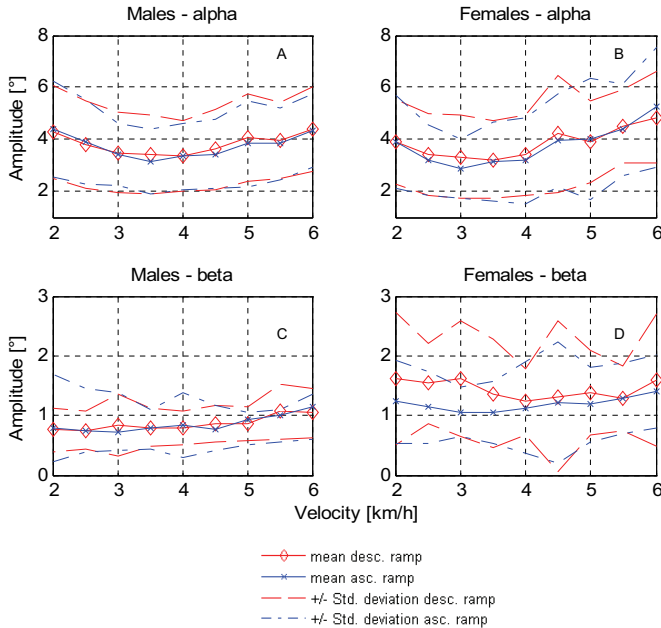 Males - alpha
Females - alpha
Amplitude [°]
8
6
4
2
A
2 3 4 5 6
8
6
4
2
B
2 3 4 5 6
Males - beta
Females - beta
Amplitude [°]
3
2
1
0
C
2 3 4 5 6
3
2
1
0
D
2 3 4 5 6
Velocity [km/h]
mean desc. ramp
mean asc. ramp
+/- Std. deviation desc. ramp
+/- Std. deviation asc. ramp